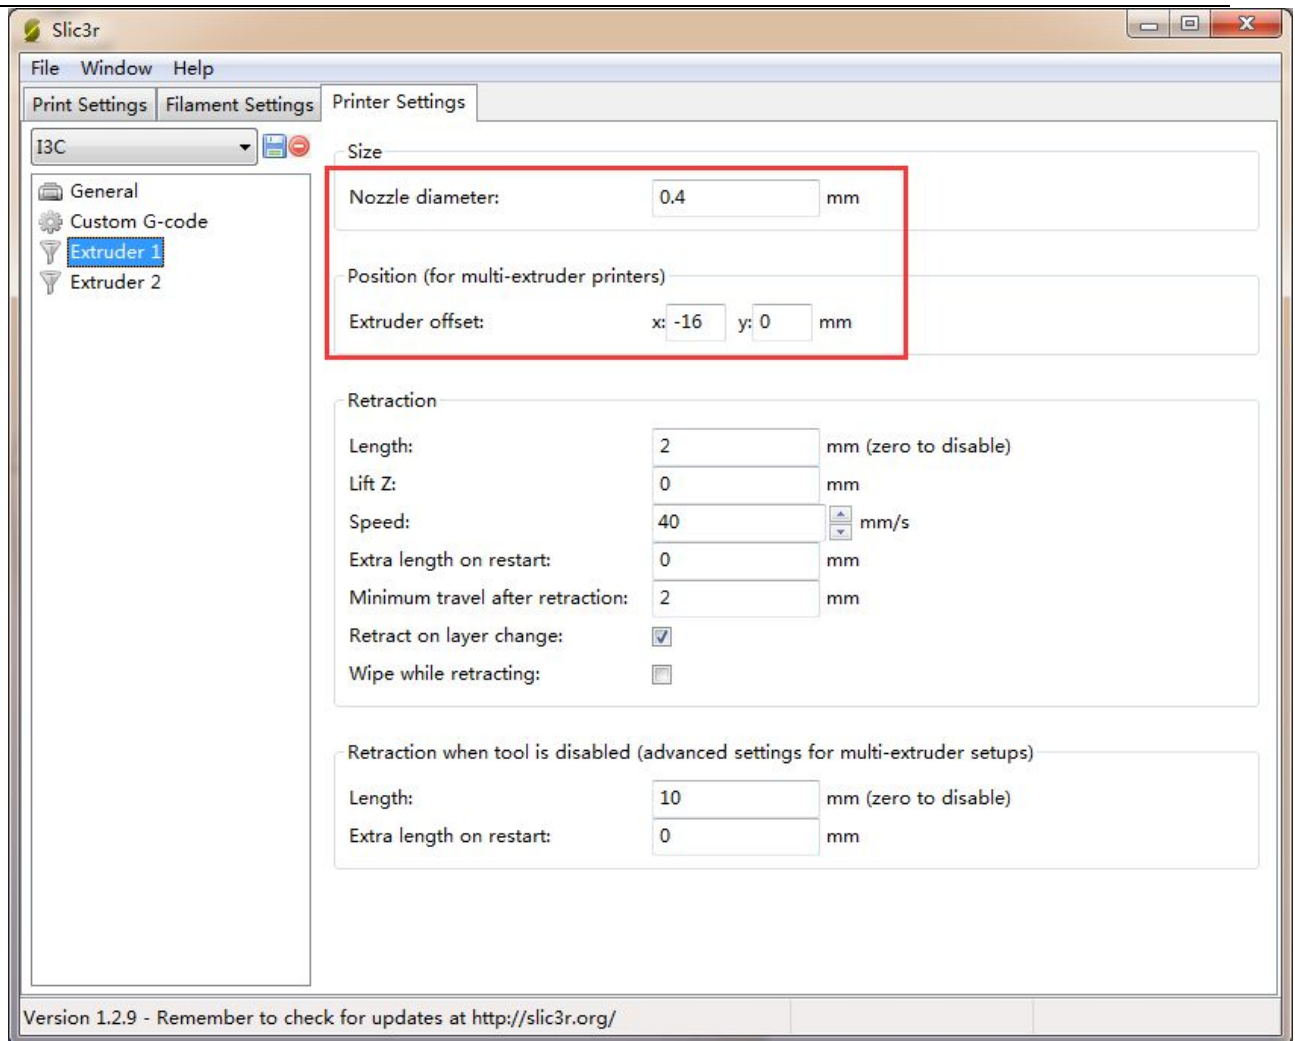 Slic3r
File Window Help
Print Settings Filament Settings Printer Settings
I3C
General
Custom G-code
Extruder 1
Extruder 2
Size
Nozzle diameter: 0.4 mm
Position (for multi-extruder printers)
Extruder offset: x: -16 y: 0 mm
Retraction
Length: 2 mm (zero to disable)
Lift Z: 0 mm
Speed: 40 mm/s
Extra length on restart: 0 mm
Minimum travel after retraction: 2 mm
Retract on layer change:
Wipe while retracting:
Retraction when tool is disabled (advanced settings for multi-extruder setups)
Length: 10 mm (zero to disable)
Extra length on restart: 0 mm
Version 1.2.9 - Remember to check for updates at http://slic3r.org/